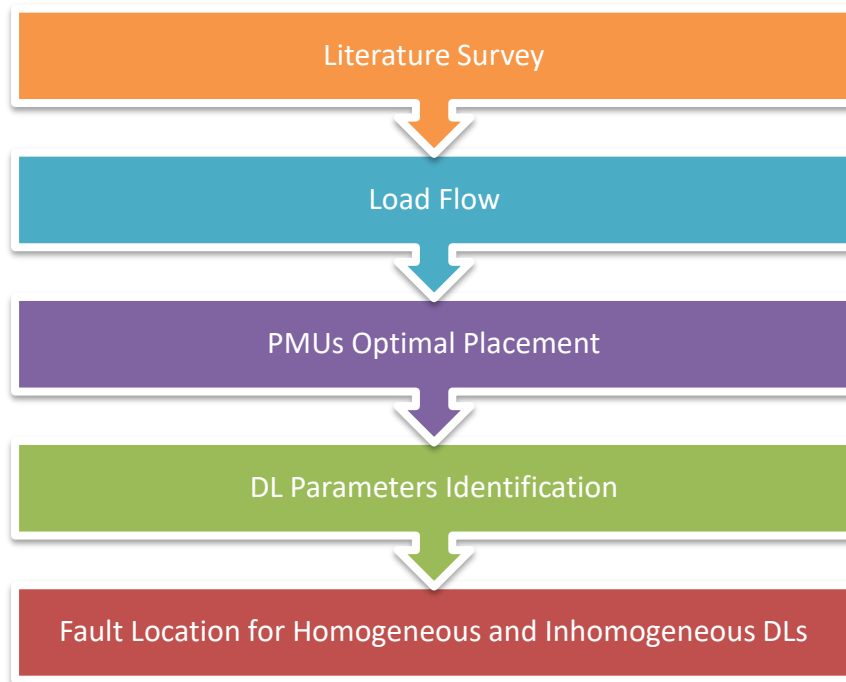 Literature Survey
Load Flow
PMUs Optimal Placement
DL Parameters Identification
Fault Location for Homogeneous and Inhomogeneous DLs